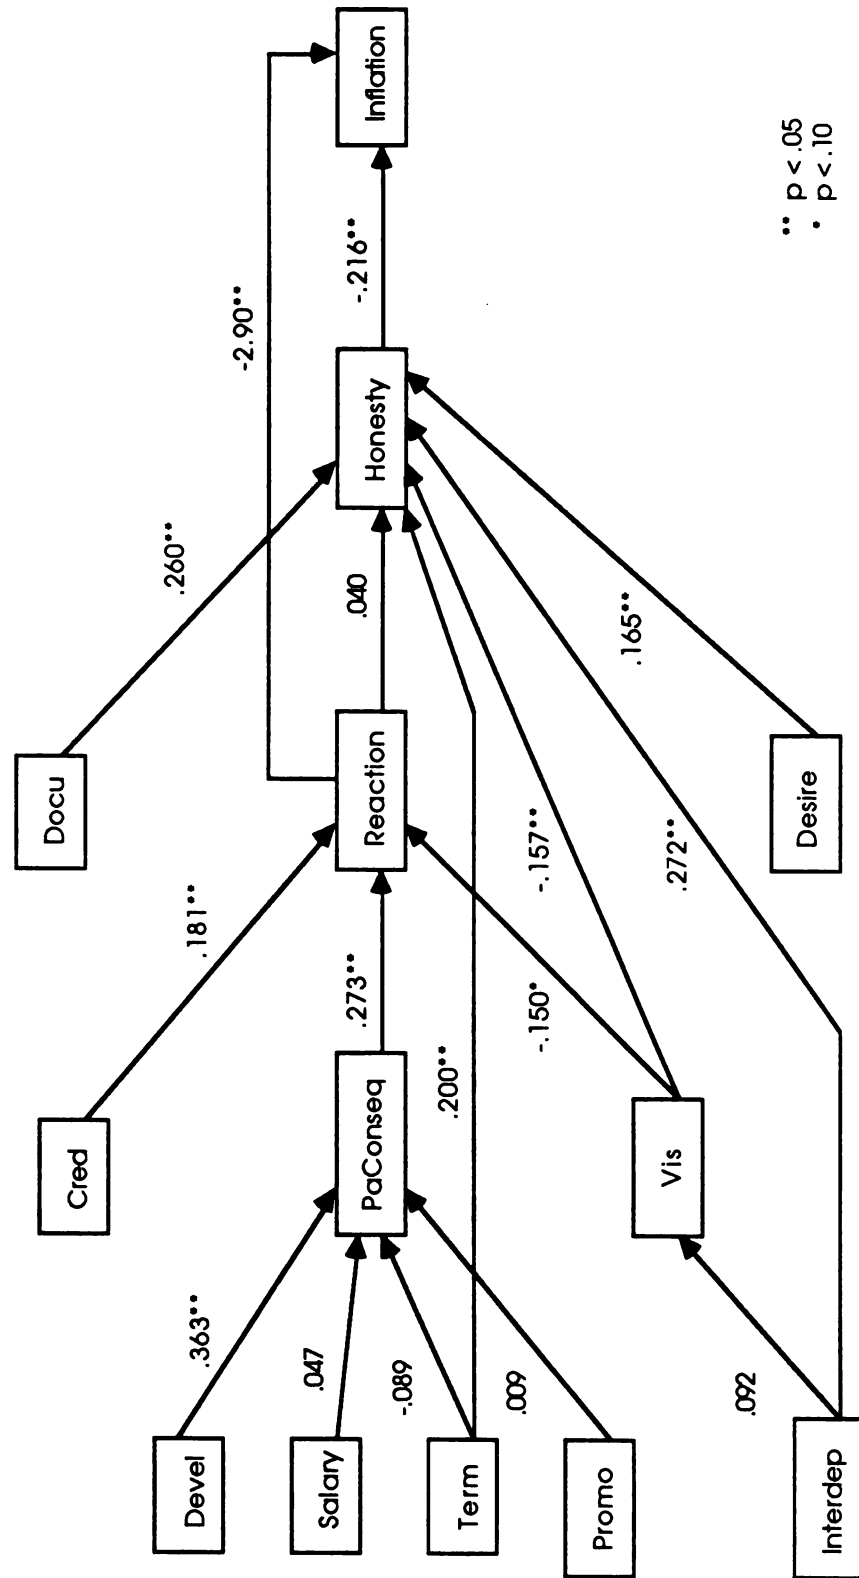 Devel
Salary
Term
Promo
Interdep
.363**
.047
-.089
.009
.092
Cred
PaConseq
Vis
.181**
.273**
.200**
-.150*
Docu
Reaction
Desire
-.157**
.272**
.260**
.040
.165**
Honesty
-2.90**
-.216**
Inflation
** p < .05
* p < .10